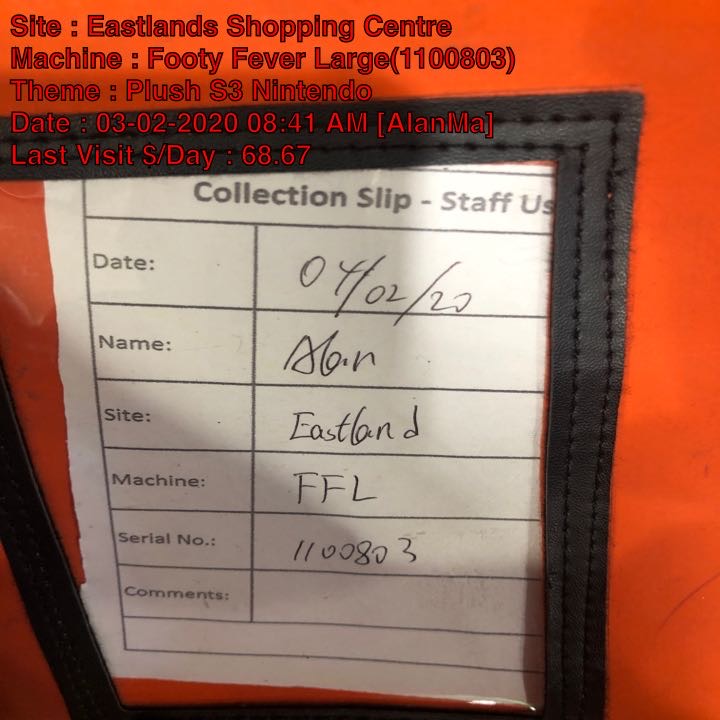 Site : Eastlands Shopping Centre
Machine : Footy Fever Large(1100803)
Theme : Plush S3 Nintendo
Date : 03-02-2020 08:41 AM [AlanMa]
Last Visit $/Day : 68.67
Collection Slip - Staff Us
Date: 04/02/20
Name: Alan
Site: Eastland
Machine: FFL
Serial No.: 1100803
Comments: